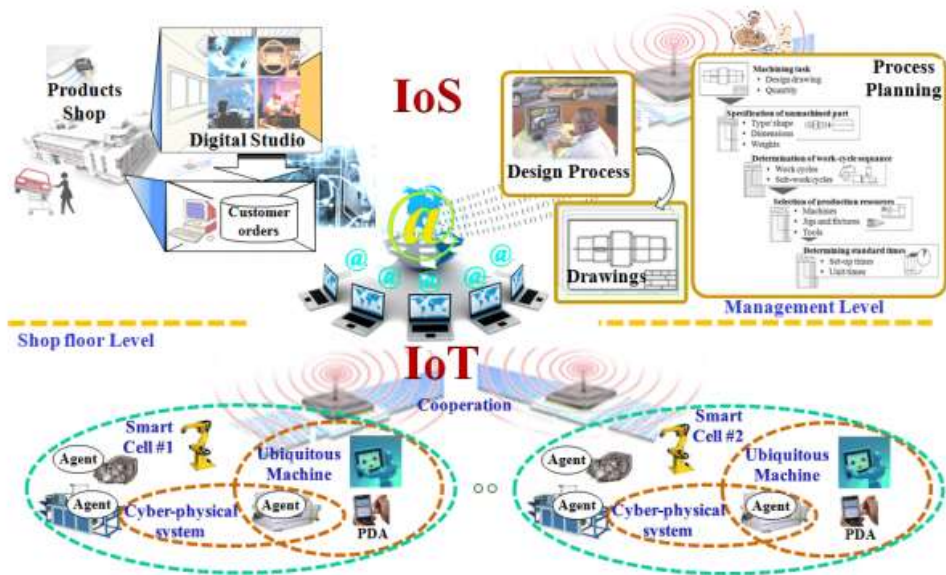 Products
Shop
Digital Studio
Customer
orders
IoS
Design Process
Drawings
Process
Planning
Machining task
• Design drawing
• Quantity
Specification of unmachined part
• Type/shape
• Dimensions
• Weights
Determination of work-cycle sequance
• Work cycles
• Sub-work cycles
Selection of production resources
• Machines
• Jigs and fixtures
• Tools
Determining standard times
• Set-up times
• Unit times
@
@
@
@
@
@
Management Level
Shop floor Level
IoT
Cooperation
Smart
Cell #1
Agent
Ubiquitous
Machine
Agent
Cyber-physical
system
Agent
PDA
Smart
Cell #2
Agent
Ubiquitous
Machine
Agent
Cyber-physical
system
Agent
PDA